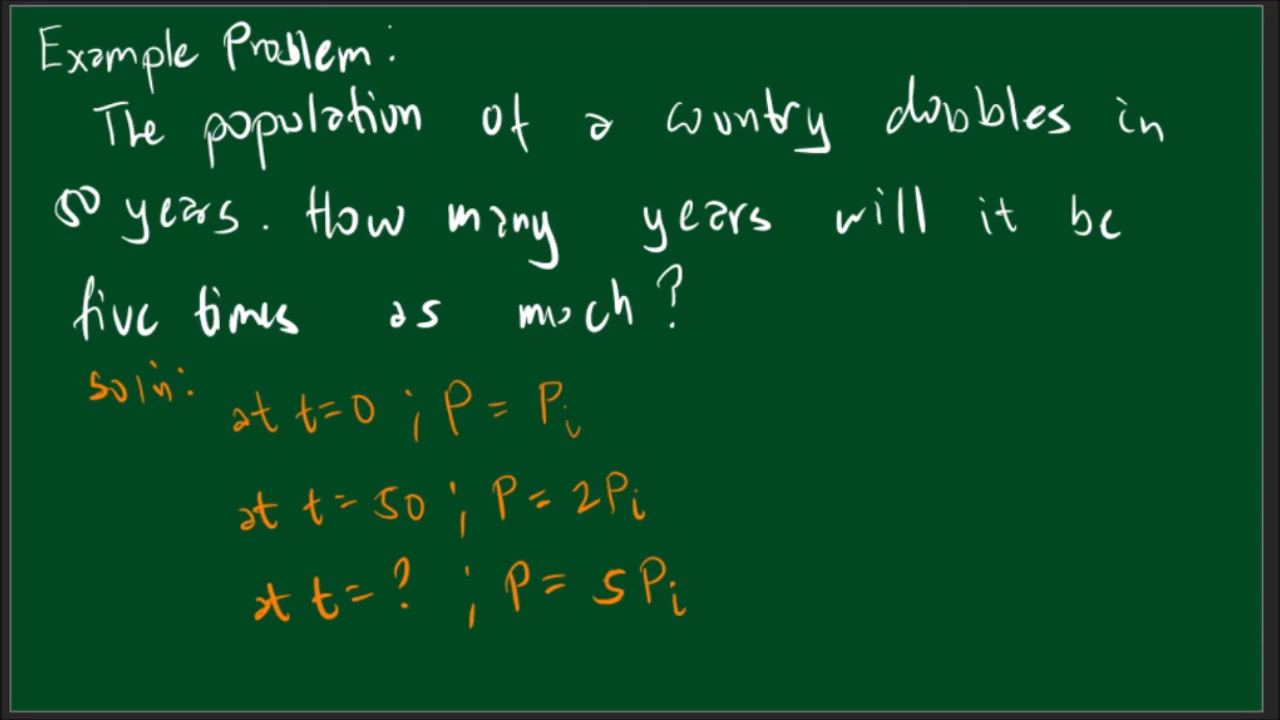 Example Problem:
The population of a country doubles in
50 years. How many years will it be
five times as much?
Sol'n:
at t=0 ; P = Pi
at t=50 ; P = 2Pi
at t=? ; P = 5Pi